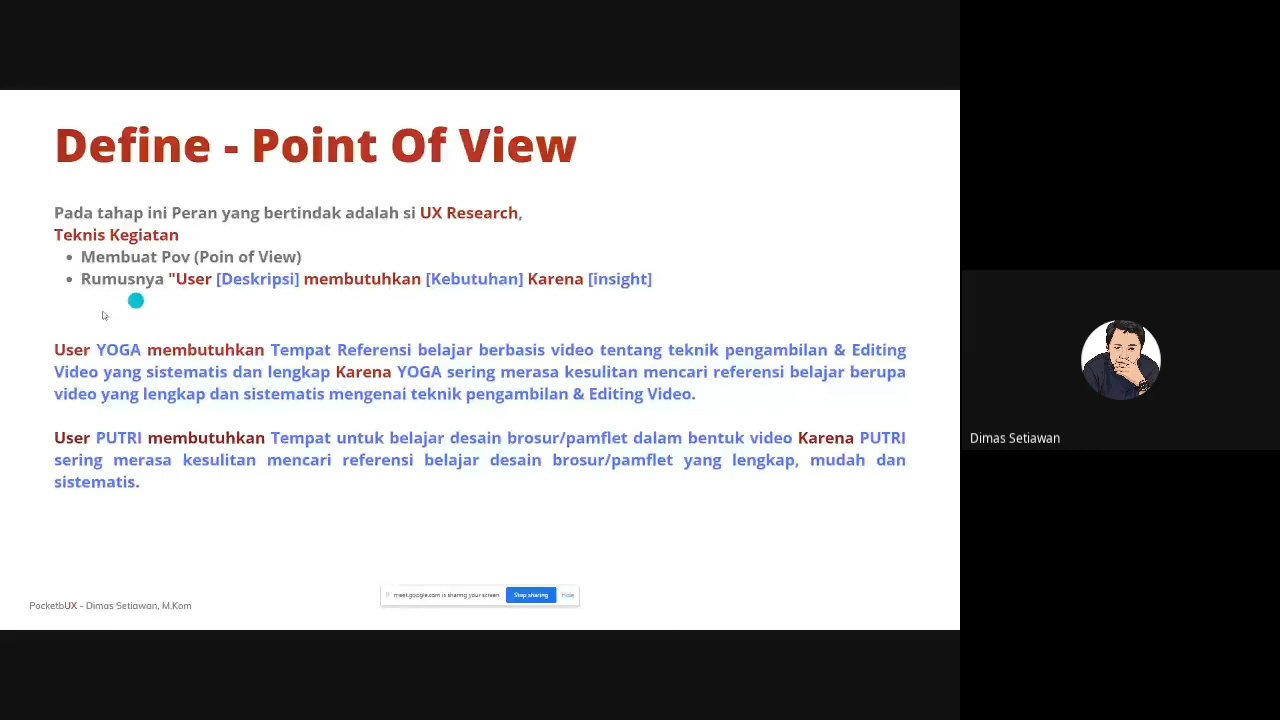 Define - Point Of View
Pada tahap ini Peran yang bertindak adalah si UX Research,
Teknis Kegiatan
• Membuat Pov (Poin of View)
• Rumusnya "User [Deskripsi] membutuhkan [Kebutuhan] Karena [insight]
User YOGA membutuhkan Tempat Referensi belajar berbasis video tentang teknik pengambilan & Editing
Video yang sistematis dan lengkap Karena YOGA sering merasa kesulitan mencari referensi belajar berupa
video yang lengkap dan sistematis mengenai teknik pengambilan & Editing Video.
User PUTRI membutuhkan Tempat untuk belajar desain brosur/pamflet dalam bentuk video Karena PUTRI
sering merasa kesulitan mencari referensi belajar desain brosur/pamflet yang lengkap, mudah dan
sistematis.
Dimas Setiawan
meet.google.com is sharing your screen Stop sharing Hide
PocketbUX - Dimas Setiawan, M.Kom